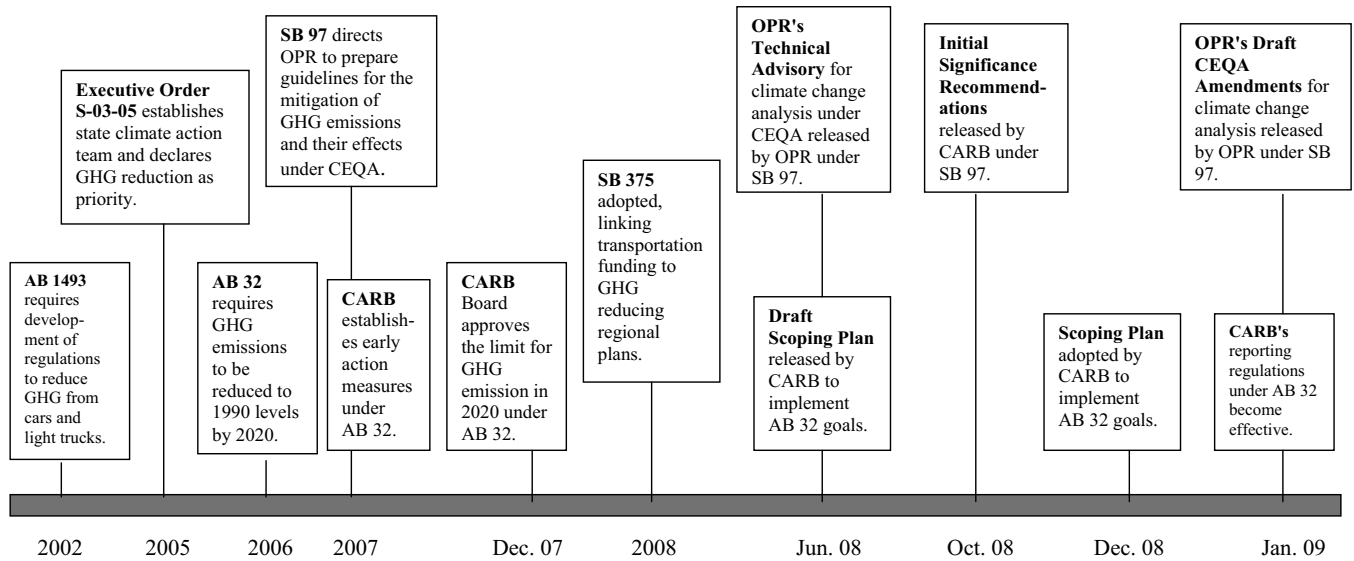 AB 1493
requires
develop-
ment of
regulations
to reduce
GHG from
cars and
light trucks.
Executive Order
S-03-05 establishes
state climate action
team and declares
GHG reduction as
priority.
AB 32
requires
GHG
emissions
to be
reduced to
1990 levels
by 2020.
SB 97 directs
OPR to prepare
guidelines for the
mitigation of
GHG emissions
and their effects
under CEQA.
CARB
establish-
es early
action
measures
under
AB 32.
CARB
Board
approves
the limit for
GHG
emission in
2020 under
AB 32.
SB 375
adopted,
linking
transportation
funding to
GHG
reducing
regional
plans.
OPR's
Technical
Advisory for
climate change
analysis under
CEQA released
by OPR under
SB 97.
Draft
Scoping Plan
released by
CARB to
implement
AB 32 goals.
Initial
Significance
Recommend-
ations
released by
CARB under
SB 97.
Scoping Plan
adopted by
CARB to
implement
AB 32 goals.
OPR's Draft
CEQA
Amendments for
climate change
analysis released
by OPR under SB
97.
CARB's
reporting
regulations
under AB 32
become
effective.
2002 2005 2006 2007 Dec. 07 2008 Jun. 08 Oct. 08 Dec. 08 Jan. 09